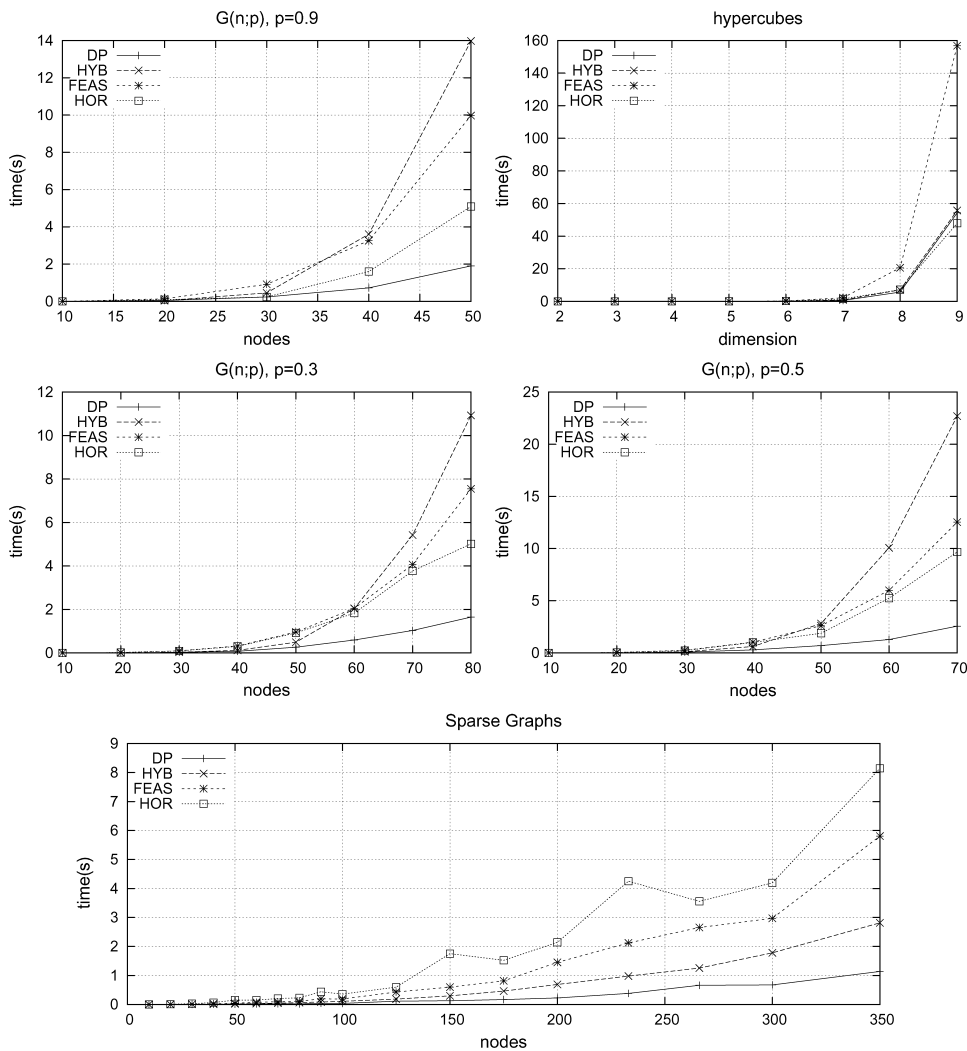 G(n;p), p=0.9
time(s)
14
12
10
8
6
4
2
0
DP
HYB
FEAS
HOR
10 15 20 25 30 35 40 45 50
nodes
hypercubes
time(s)
160
140
120
100
80
60
40
20
0
DP
HYB
FEAS
HOR
2 3 4 5 6 7 8 9
dimension
G(n;p), p=0.3
time(s)
12
10
8
6
4
2
0
DP
HYB
FEAS
HOR
10 20 30 40 50 60 70 80
nodes
G(n;p), p=0.5
time(s)
25
20
15
10
5
0
DP
HYB
FEAS
HOR
10 20 30 40 50 60 70
nodes
Sparse Graphs
time(s)
9
8
7
6
5
4
3
2
1
0
DP
HYB
FEAS
HOR
0 50 100 150 200 250 300 350
nodes